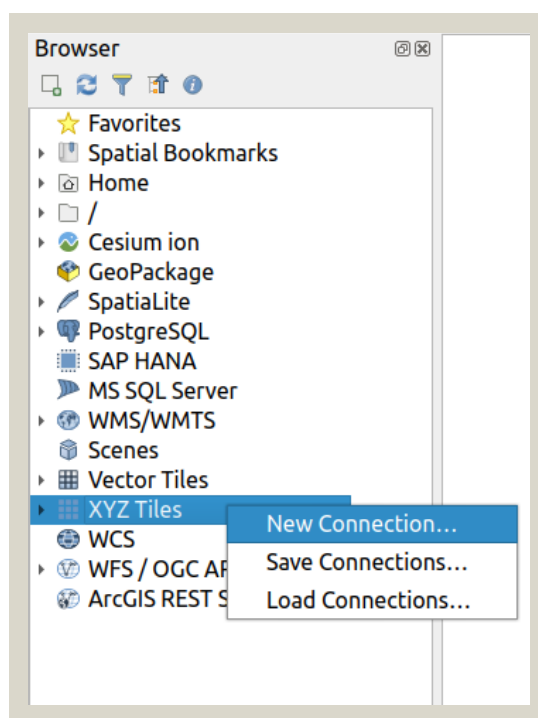 Browser
Favorites
Spatial Bookmarks
Home
/
Cesium ion
GeoPackage
SpatiaLite
PostgreSQL
SAP HANA
MS SQL Server
WMS/WMTS
Scenes
Vector Tiles
XYZ Tiles
New Connection...
WCS
Save Connections...
WFS / OGC AP
Load Connections...
ArcGIS REST S